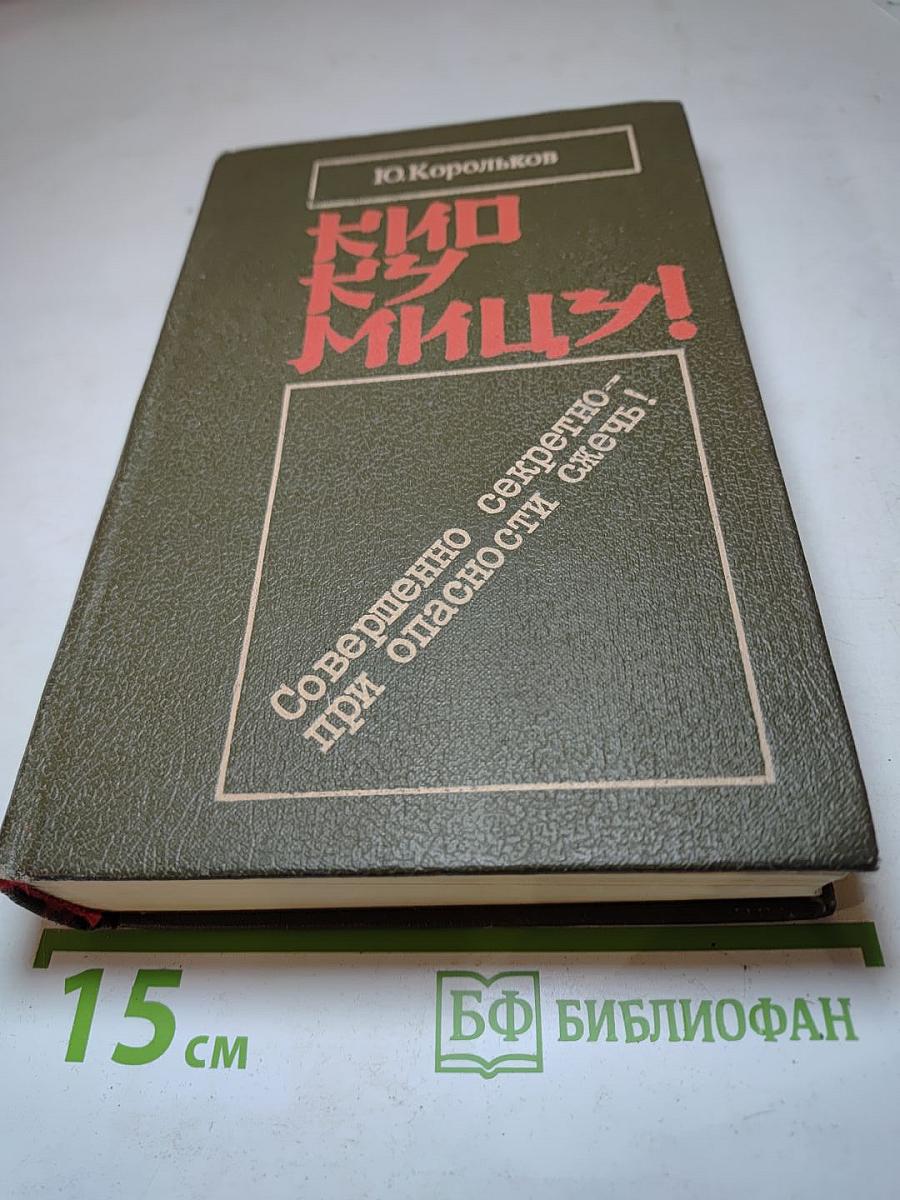 Ю. Корольков
КИО
КУ
МИЦУ!
Совершенно секретно—
при опасности сжечь!
15 см
БФ БИБЛИОФАН